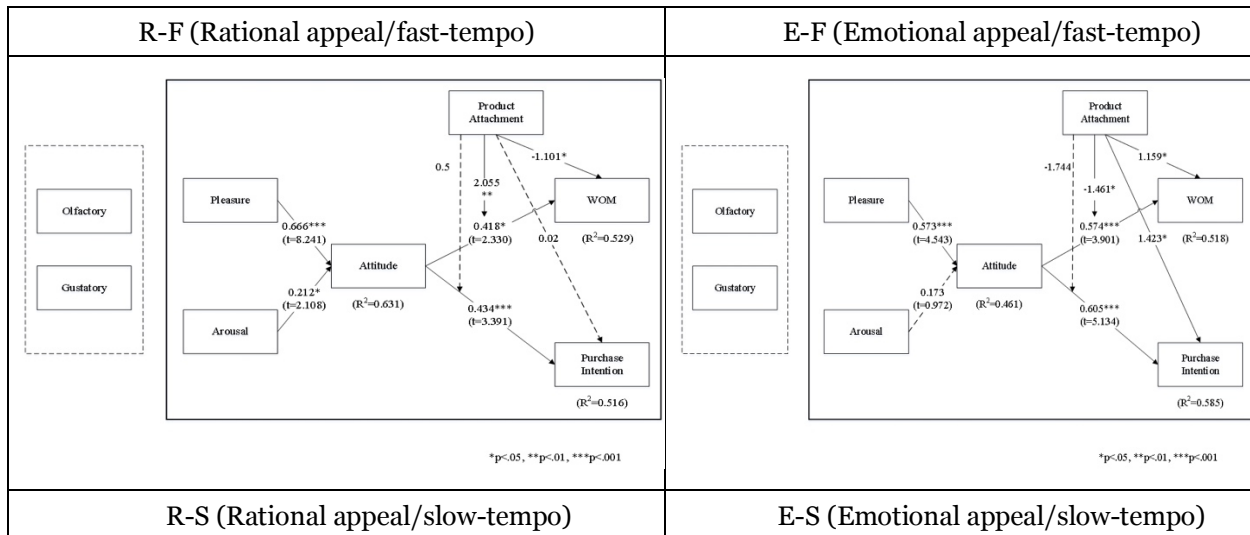 R-F (Rational appeal/fast-tempo)
E-F (Emotional appeal/fast-tempo)
Product
Attachment
-1.101*
0.5
2.055
**
Olfactory
Pleasure
WOM
0.666***
(t=8.241)
0.418*
(t=2.330)
0.02
(R²=0.529)
Attitude
Gustatory
0.212*
(t=2.108)
(R²=0.631)
0.434***
(t=3.391)
Arousal
Purchase
Intention
(R²=0.516)
*p<.05, **p<.01, ***p<.001
Product
Attachment
1.159*
-1.744
-1.461*
Olfactory
Pleasure
WOM
0.573***
(t=4.543)
0.574***
(t=3.901)
1.423*
(R²=0.518)
Attitude
Gustatory
0.173
(t=0.972)
(R²=0.461)
0.605***
(t=5.134)
Arousal
Purchase
Intention
(R²=0.585)
*p<.05, **p<.01, ***p<.001
R-S (Rational appeal/slow-tempo)
E-S (Emotional appeal/slow-tempo)